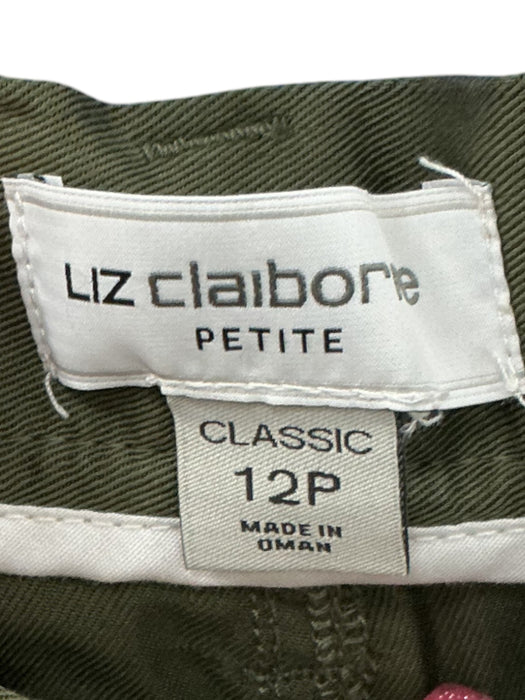 LIZ claiborne
PETITE
CLASSIC
12P
MADE IN
OMAN